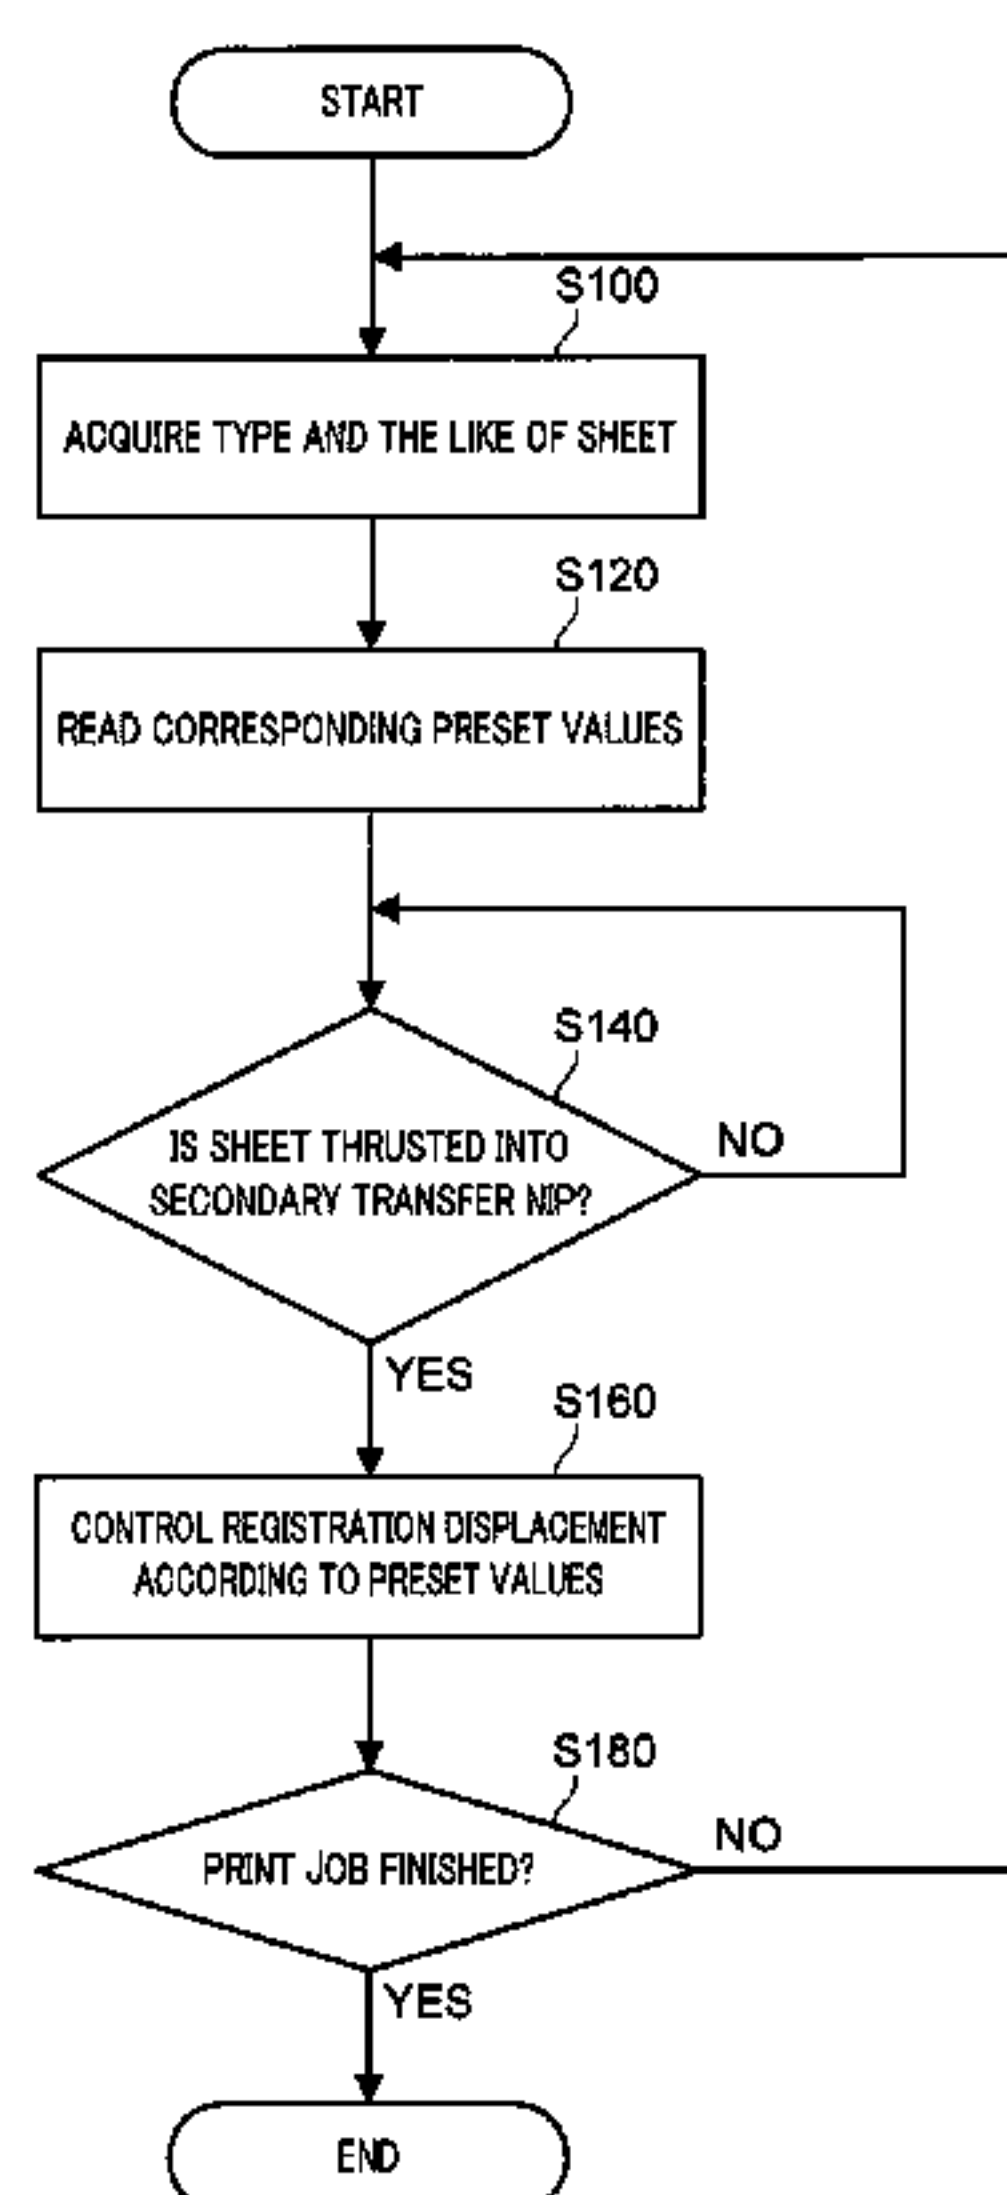 START
S100
ACQUIRE TYPE AND THE LIKE OF SHEET
S120
READ CORRESPONDING PRESET VALUES
S140
IS SHEET THRUSTED INTO
SECONDARY TRANSFER NIP?
NO
YES
S160
CONTROL REGISTRATION DISPLACEMENT
ACCORDING TO PRESET VALUES
S180
PRINT JOB FINISHED?
NO
YES
END